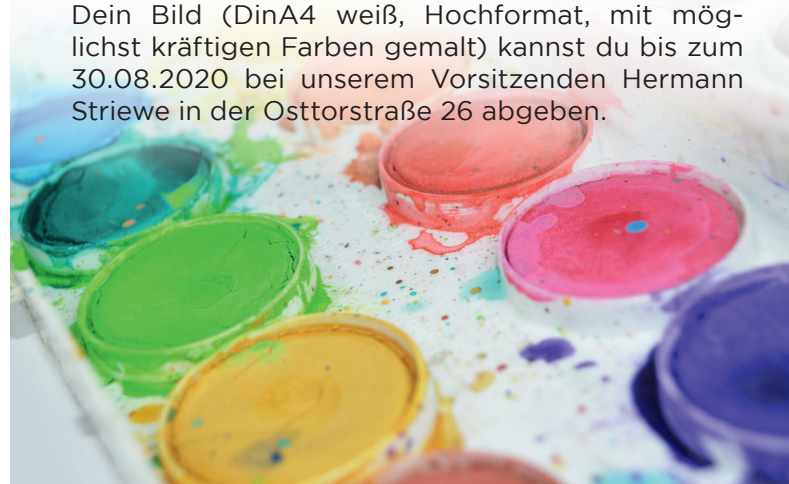 Dein Bild (DinA4 weiß, Hochformat, mit mög-
lichst kräftigen Farben gemalt) kannst du bis zum
30.08.2020 bei unserem Vorsitzenden Hermann
Striewe in der Osttorstraße 26 abgeben.